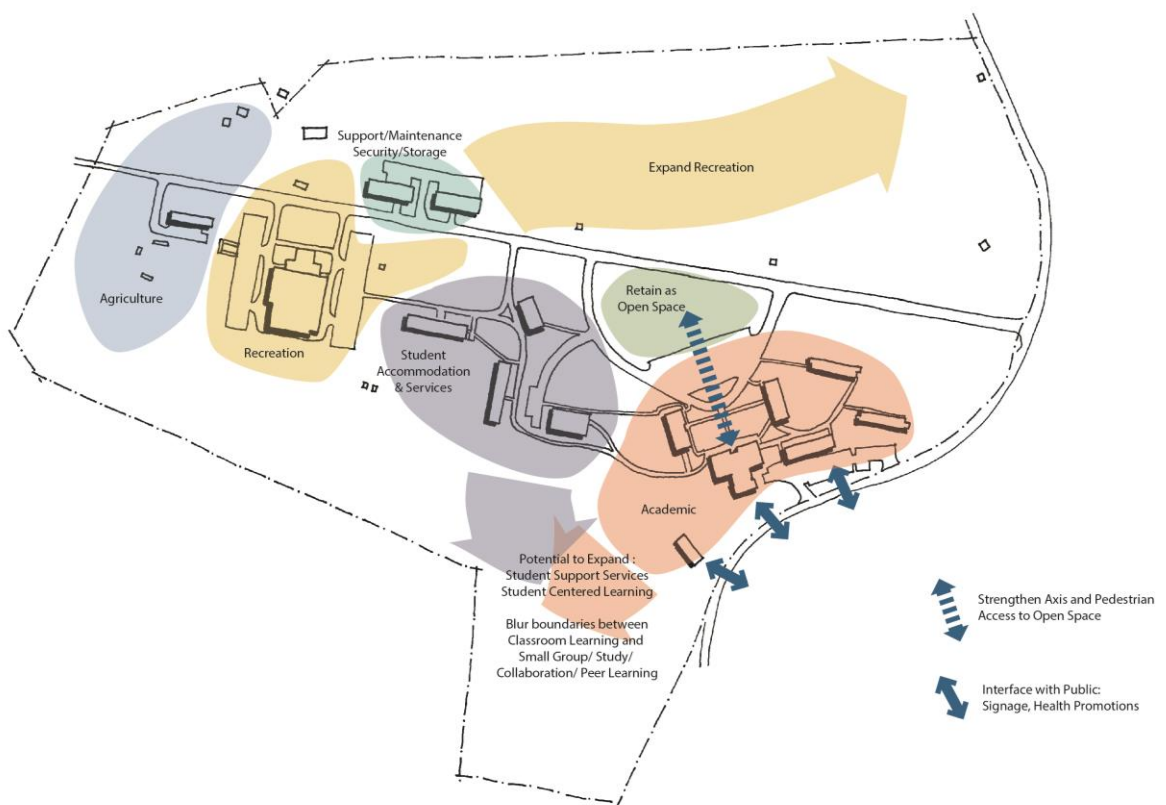 Support/Maintenance
Security/Storage
Expand Recreation
Agriculture
Recreation
Retain as
Open Space
Student
Accommodation
& Services
Academic
Potential to Expand :
Student Support Services
Student Centered Learning
Blur boundaries between
Classroom Learning and
Small Group/ Study/
Collaboration/ Peer Learning
Strengthen Axis and Pedestrian
Access to Open Space
Interface with Public:
Signage, Health Promotions